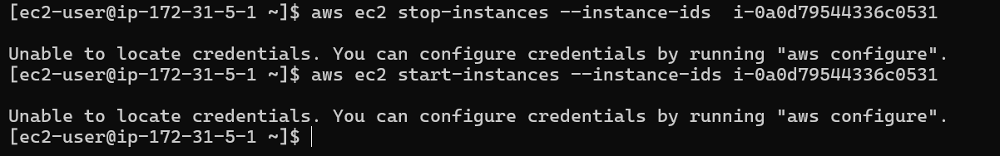 [ec2-user@ip-172-31-5-1 ~]$ aws ec2 stop-instances --instance-ids  i-0a0d79544336c0531
Unable to locate credentials. You can configure credentials by running "aws configure".
[ec2-user@ip-172-31-5-1 ~]$ aws ec2 start-instances --instance-ids i-0a0d79544336c0531
Unable to locate credentials. You can configure credentials by running "aws configure".
[ec2-user@ip-172-31-5-1 ~]$